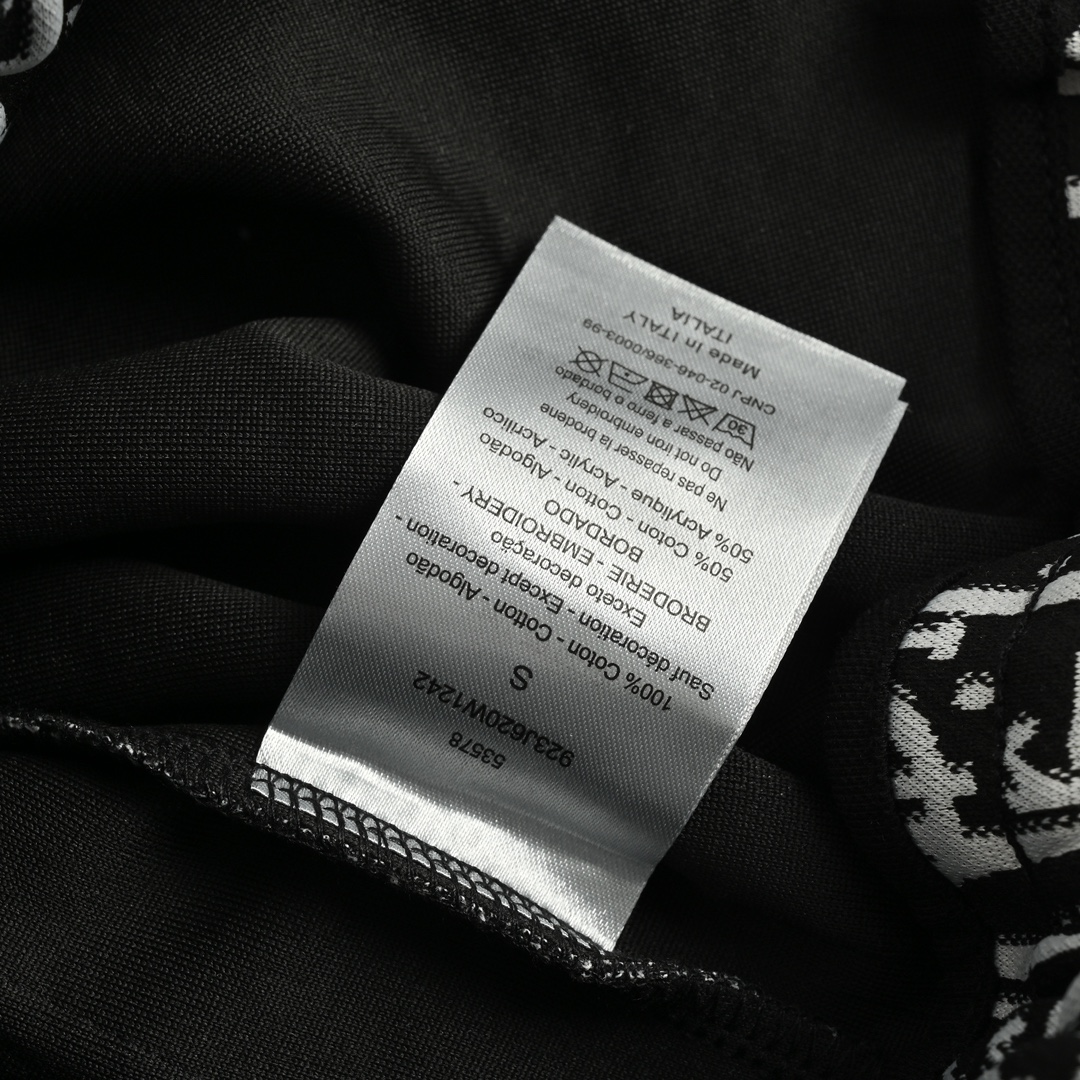 53578
923J620W1242
S
100% Coton - Cotton - Algodão
Sauf décoration - Except decoration -
Exceto decoração
BRODERIE - EMBROIDERY -
BORDADO
50% Coton - Cotton - Algodão
50% Acrylique - Acrylic - Acrílico
Ne pas repasser la broderie
Do not iron embroidery
Não passar a ferro o bordado
30
CNPJ 02-046-366/0003-99
Made in ITALY
ITALIA